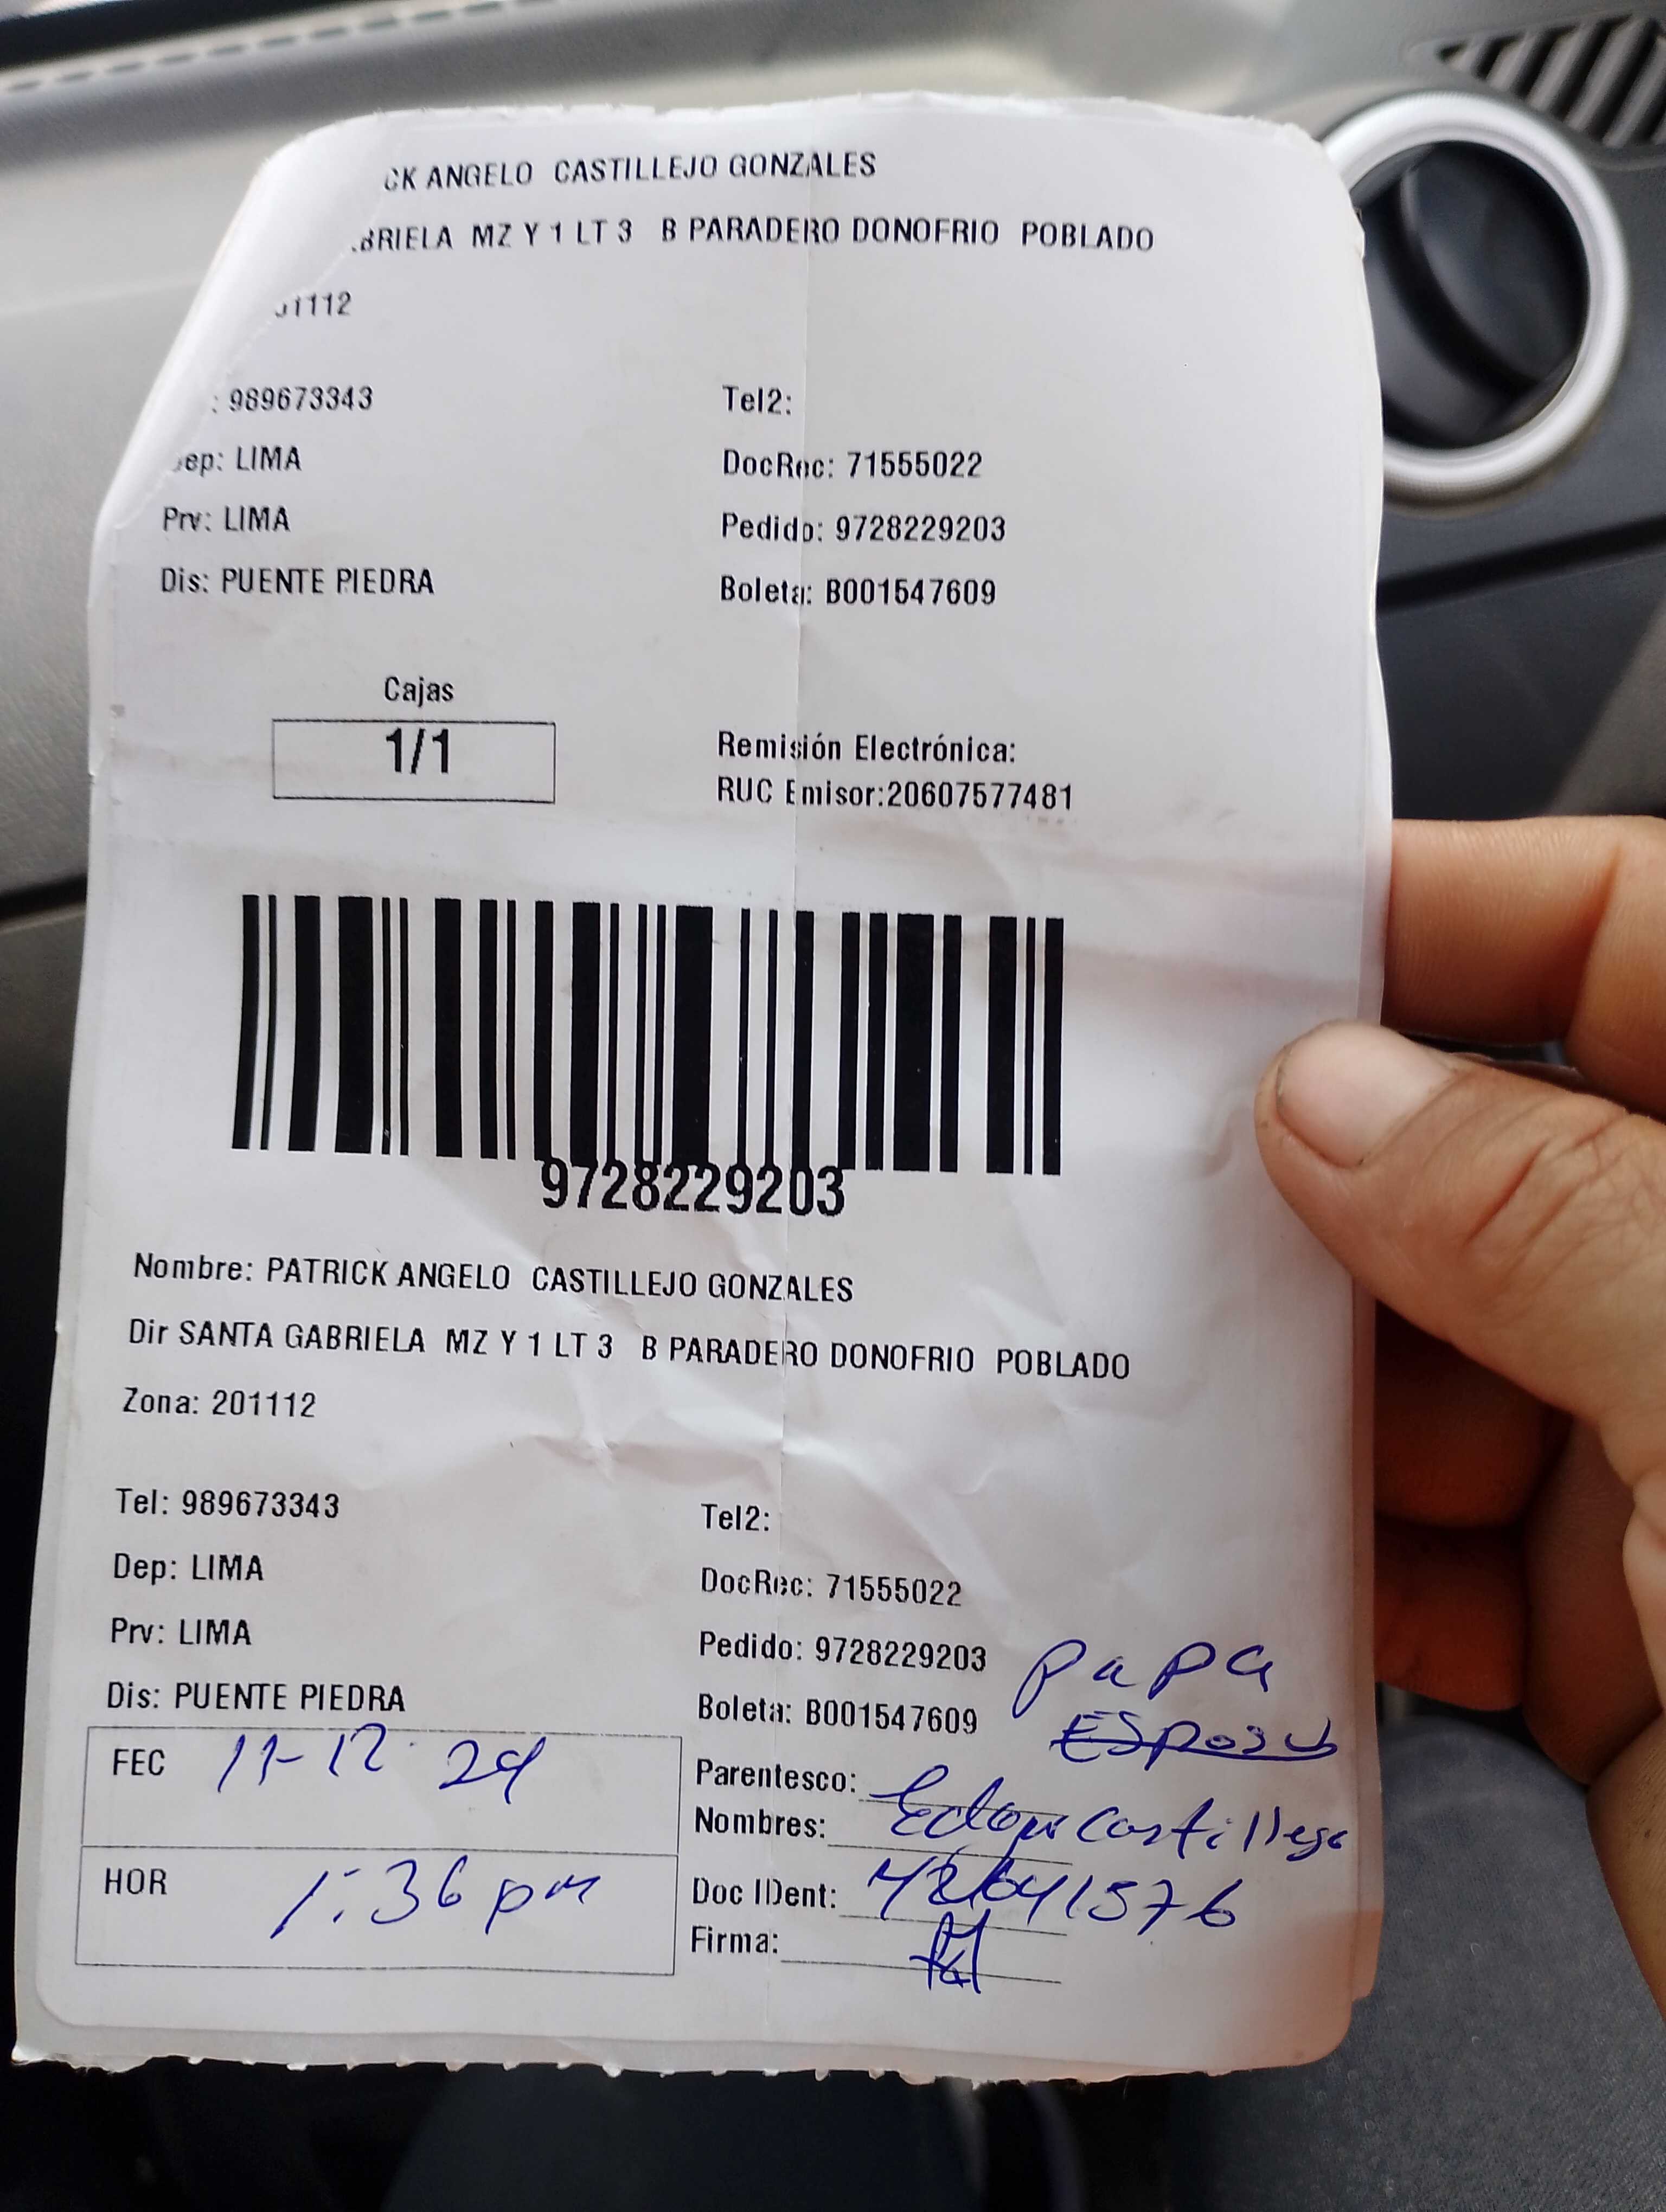 CK ANGELO CASTILLEJO GONZALES
BRIELA MZ Y 1 LT 3 B PARADERO DONOFRIO POBLADO
1112
: 989673343 Tel2:
ep: LIMA DocRec: 71555022
Prv: LIMA Pedido: 9728229203
Dis: PUENTE PIEDRA Boleta: B001547609
Cajas
1/1
Remisión Electrónica:
RUC Emisor:20607577481
9728229203
Nombre: PATRICK ANGELO CASTILLEJO GONZALES
Dir SANTA GABRIELA MZ Y 1 LT 3 B PARADERO DONOFRIO POBLADO
Zona: 201112
Tel: 989673343 Tel2:
Dep: LIMA DocRec: 71555022
Prv: LIMA Pedido: 9728229203 papa
Dis: PUENTE PIEDRA Boleta: B001547609
FEC 11-12-24 Parentesco:
Nombres: Castillejo
HOR 1:36 pm Doc IDent:
Firma: